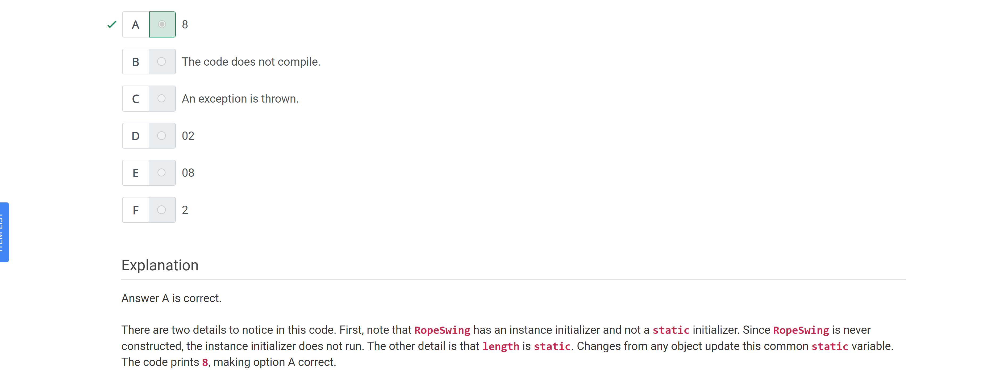 A 8
B The code does not compile.
C An exception is thrown.
D 02
E 08
F 2
Explanation
Answer A is correct.
There are two details to notice in this code. First, note that RopeSwing has an instance initializer and not a static initializer. Since RopeSwing is never
constructed, the instance initializer does not run. The other detail is that length is static. Changes from any object update this common static variable.
The code prints 8, making option A correct.